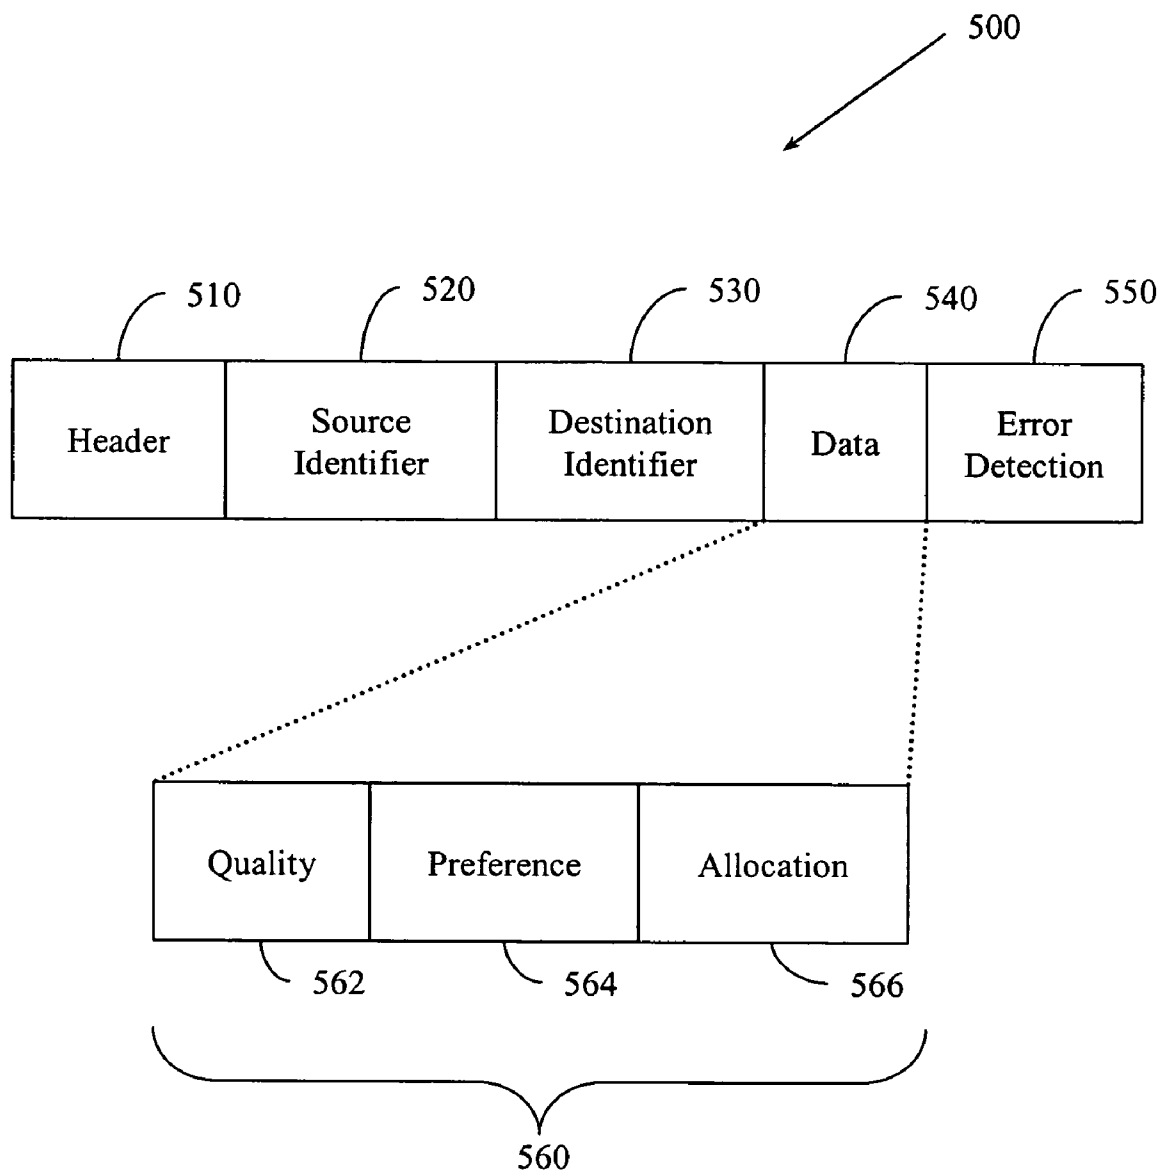 500
510
520
530
540
550
Header
Source
Identifier
Destination
Identifier
Data
Error
Detection
Quality
Preference
Allocation
562
564
566
560